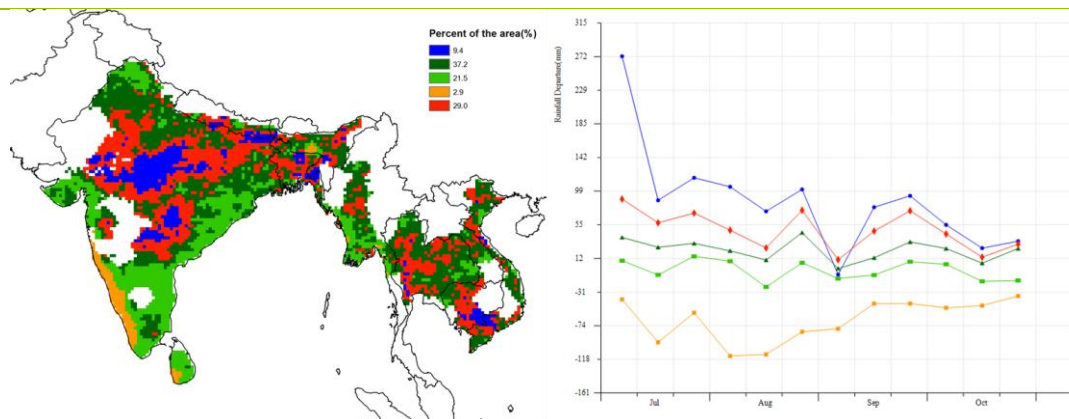 Percent of the area(%)
9.4
37.2
21.5
2.9
29.0
Rainfall Departure(mm)
315
272
229
185
142
99
55
12
-31
-74
-118
-161
Jul
Aug
Sep
Oct